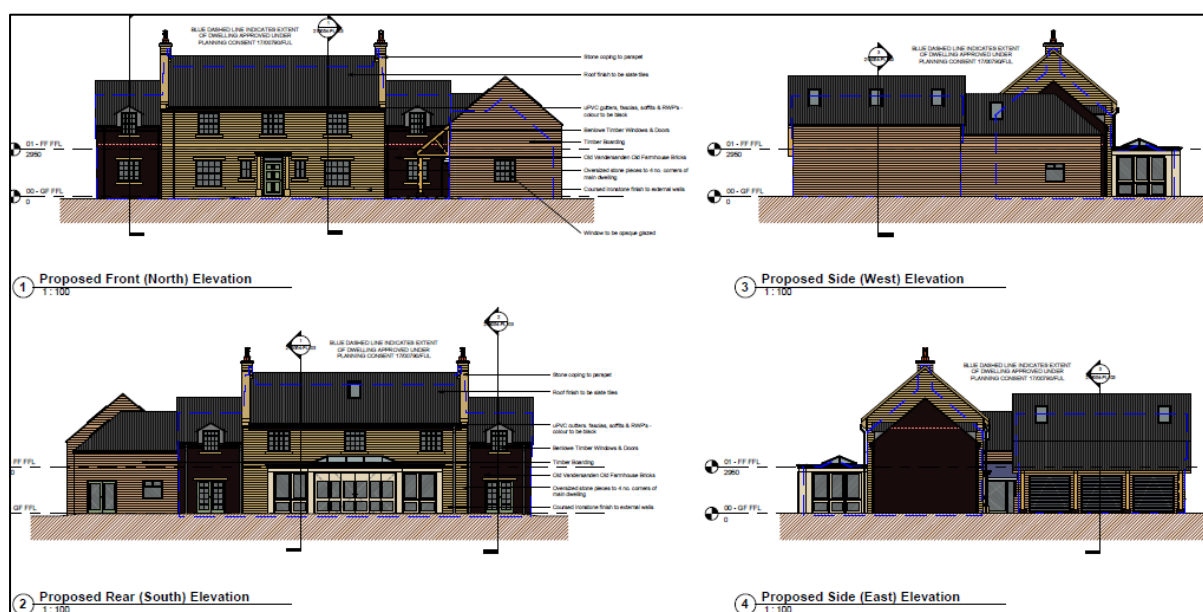 BLUE DASHED LINE INDICATES EXTENT
OF DWELLING APPROVED UNDER
PLANNING CONSENT 17/00790/FUL
Stone coping to parapet
Roof finish to be slate tiles
uPVC gutters, fascias, soffits & RWP's -
colour to be black
Benlowe Timber Windows & Doors
Timber Boarding
Old Vandersanden Old Farmhouse Bricks
Oversized stone pieces to 4 no. corners of
main dwelling
Coursed Ironstone finish to external walls
Window to be opaque glazed
01 - FF FFL
2950
00 - GF FFL
0
1 Proposed Front (North) Elevation
1 : 100
3
BLUE DASHED LINE INDICATES EXTENT
OF DWELLING APPROVED UNDER
PLANNING CONSENT 17/00790/FUL
01 - FF FFL
2950
00 - GF FFL
0
3 Proposed Side (West) Elevation
1 : 100
1
2
BLUE DASHED LINE INDICATES EXTENT
OF DWELLING APPROVED UNDER
PLANNING CONSENT 17/00790/FUL
Stone coping to parapet
Roof finish to be slate tiles
uPVC gutters, fascias, soffits & RWP's -
colour to be black
Benlowe Timber Windows & Doors
Timber Boarding
Old Vandersanden Old Farmhouse Bricks
Oversized stone pieces to 4 no. corners of
main dwelling
Coursed Ironstone finish to external walls
FF FFL
0
GF FFL
2 Proposed Rear (South) Elevation
1 : 100
BLUE DASHED LINE INDICATES EXTENT
OF DWELLING APPROVED UNDER
PLANNING CONSENT 17/00790/FUL
01 - FF FFL
2950
00 - GF FFL
0
4 Proposed Side (East) Elevation
1 : 100